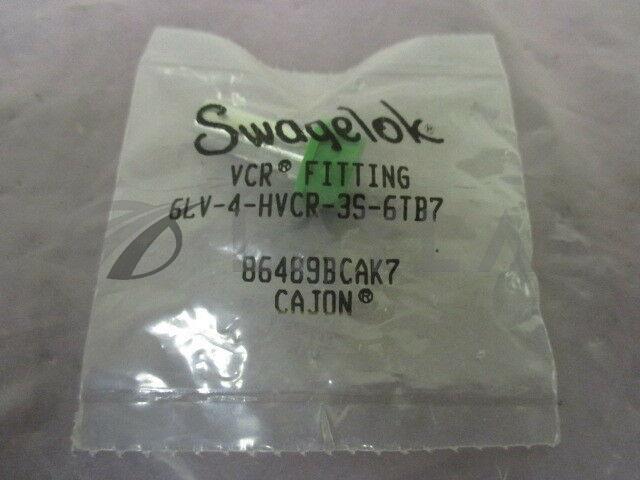 Swagelok®
VCR® FITTING
6LV-4-HVCR-3S-6TB7
86489BCAK7
CAJON®